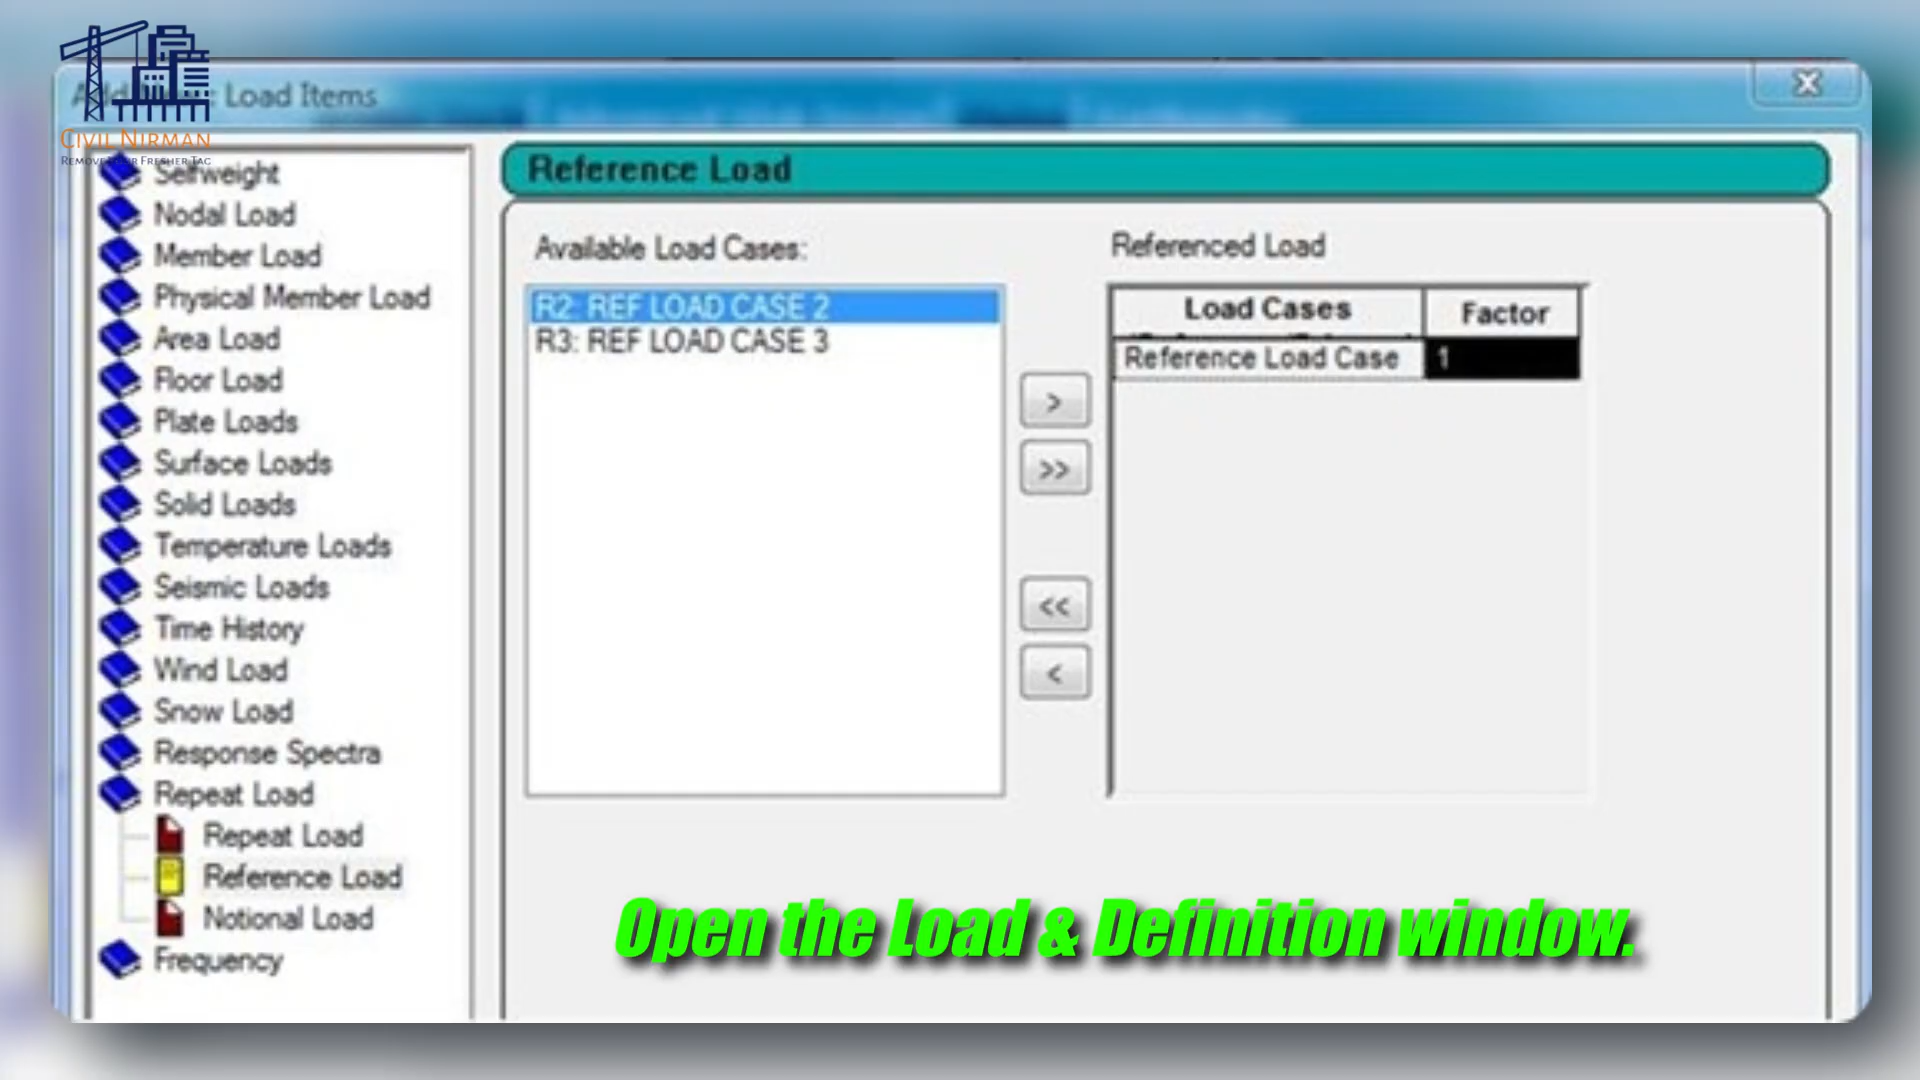 CIVIL NIRMAN
: Load Items
Selfweight
Nodal Load
Member Load
Physical Member Load
Area Load
Floor Load
Plate Loads
Surface Loads
Solid Loads
Temperature Loads
Seismic Loads
Time History
Wind Load
Snow Load
Response Spectra
Repeat Load
Repeat Load
Reference Load
Notional Load
Frequency
Reference Load
Available Load Cases:
R2: REF LOAD CASE 2
R3: REF LOAD CASE 3
>
>>
<<
<
Referenced Load
Load Cases Factor
Reference Load Case 1
Open the Load & Definition window.